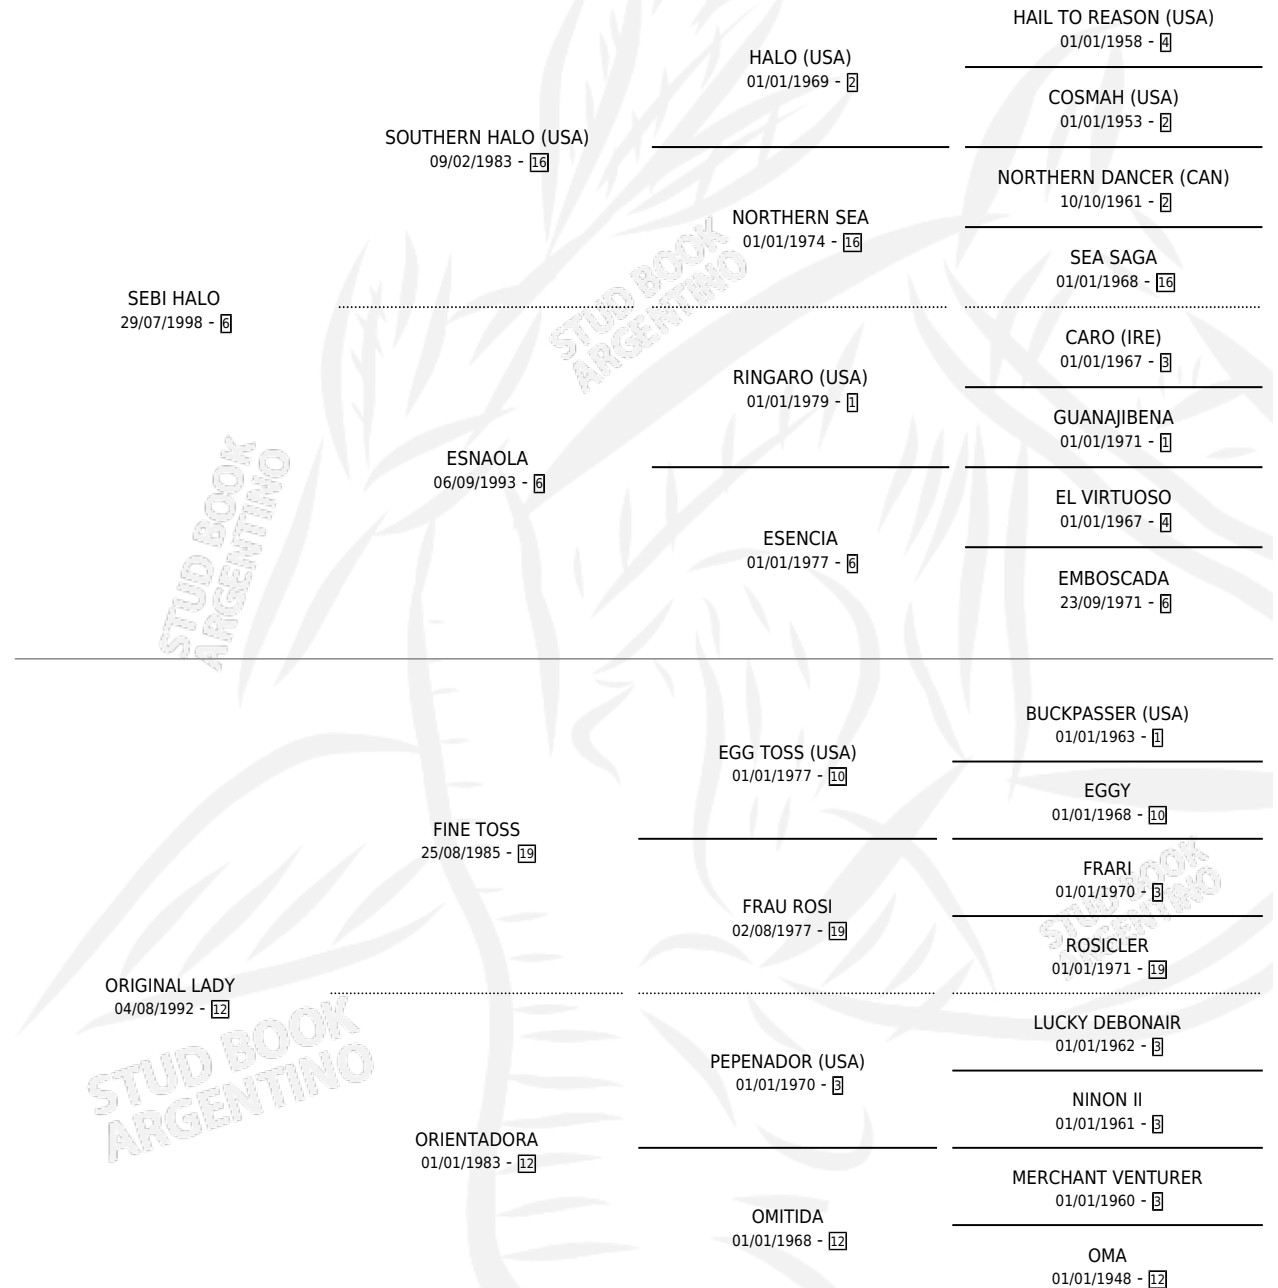 HAIL TO REASON (USA)
01/01/1958 - 4
HALO (USA)
01/01/1969 - 2
COSMAH (USA)
01/01/1953 - 2
SOUTHERN HALO (USA)
09/02/1983 - 16
NORTHERN DANCER (CAN)
10/10/1961 - 2
NORTHERN SEA
01/01/1974 - 16
SEA SAGA
01/01/1968 - 16
SEBI HALO
29/07/1998 - 6
CARO (IRE)
01/01/1967 - 3
RINGARO (USA)
01/01/1979 - 1
GUANAJIBENA
01/01/1971 - 1
ESNAOLA
06/09/1993 - 6
EL VIRTUOSO
01/01/1967 - 4
ESENCIA
01/01/1977 - 6
EMBOSCADA
23/09/1971 - 6
BUCKPASSER (USA)
01/01/1963 - 1
EGG TOSS (USA)
01/01/1977 - 10
EGGY
01/01/1968 - 10
FINE TOSS
25/08/1985 - 19
FRARI
01/01/1970 - 3
FRAU ROSI
02/08/1977 - 19
ROSICLER
01/01/1971 - 19
ORIGINAL LADY
04/08/1992 - 12
LUCKY DEBONAIR
01/01/1962 - 3
PEPENADOR (USA)
01/01/1970 - 3
NINON II
01/01/1961 - 3
ORIENTADORA
01/01/1983 - 12
MERCHANT VENTURER
01/01/1960 - 3
OMITIDA
01/01/1968 - 12
OMA
01/01/1948 - 12
STUD BOOK
ARGENTINO
STUD BOOK
ARGENTINO
STUD BOOK
ARGENTINO
STUD BOOK
ARGENTINO